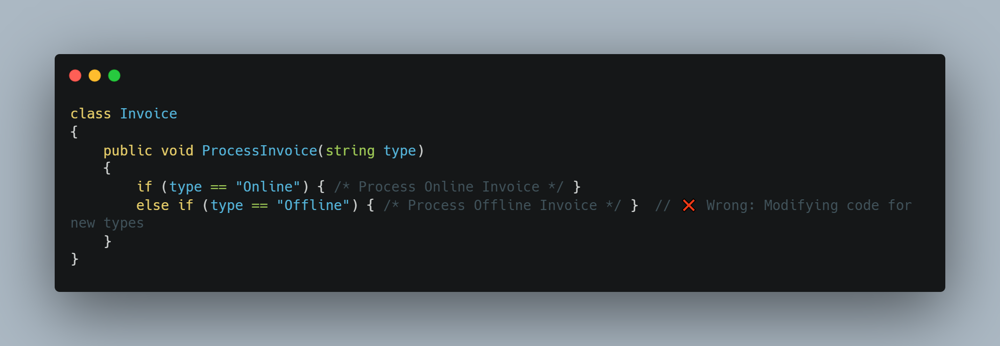 class Invoice
{
    public void ProcessInvoice(string type)
    {
        if (type == "Online") { /* Process Online Invoice */ }
        else if (type == "Offline") { /* Process Offline Invoice */ }  // ❌ Wrong: Modifying code for
new types
    }
}